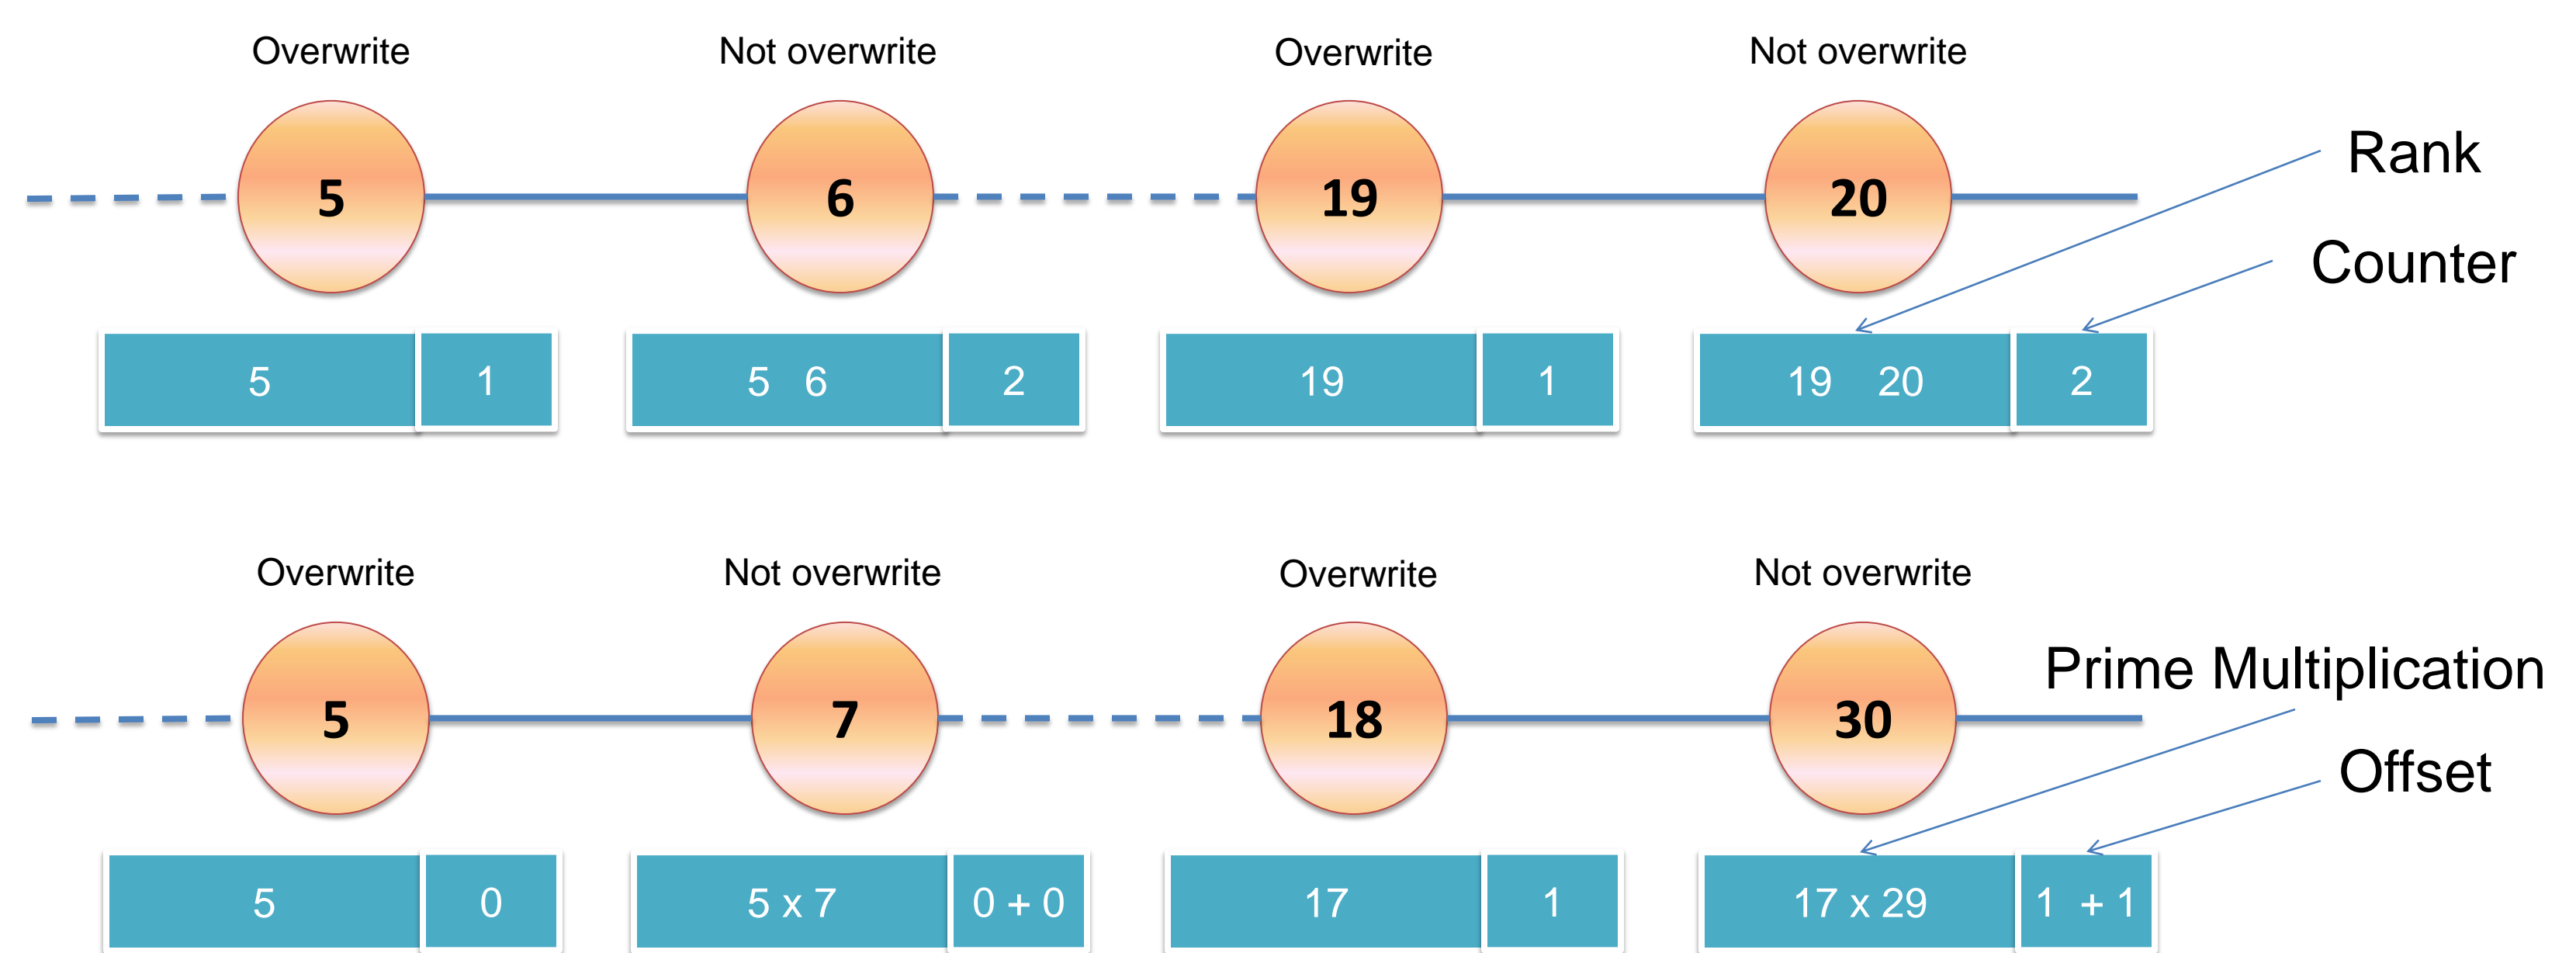 Overwrite Not overwrite Overwrite Not overwrite
5 6 19 20
Rank
Counter
5 1 5 6 2 19 1 19 20 2
Overwrite Not overwrite Overwrite Not overwrite
5 7 18 30
Prime Multiplication
Offset
5 0 5 x 7 0 + 0 17 1 17 x 29 1 + 1